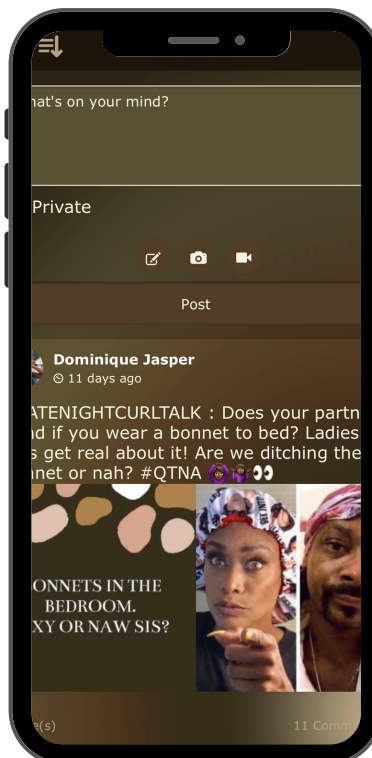 hat's on your mind?
Private
Post
Dominique Jasper
11 days ago
ATENIGHTCURLTALK : Does your partn
d if you wear a bonnet to bed? Ladies
s get real about it! Are we ditching the
net or nah? #QTNA
ONNETS IN THE
BEDROOM.
XY OR NAW SIS?
e(s)
11 Comm